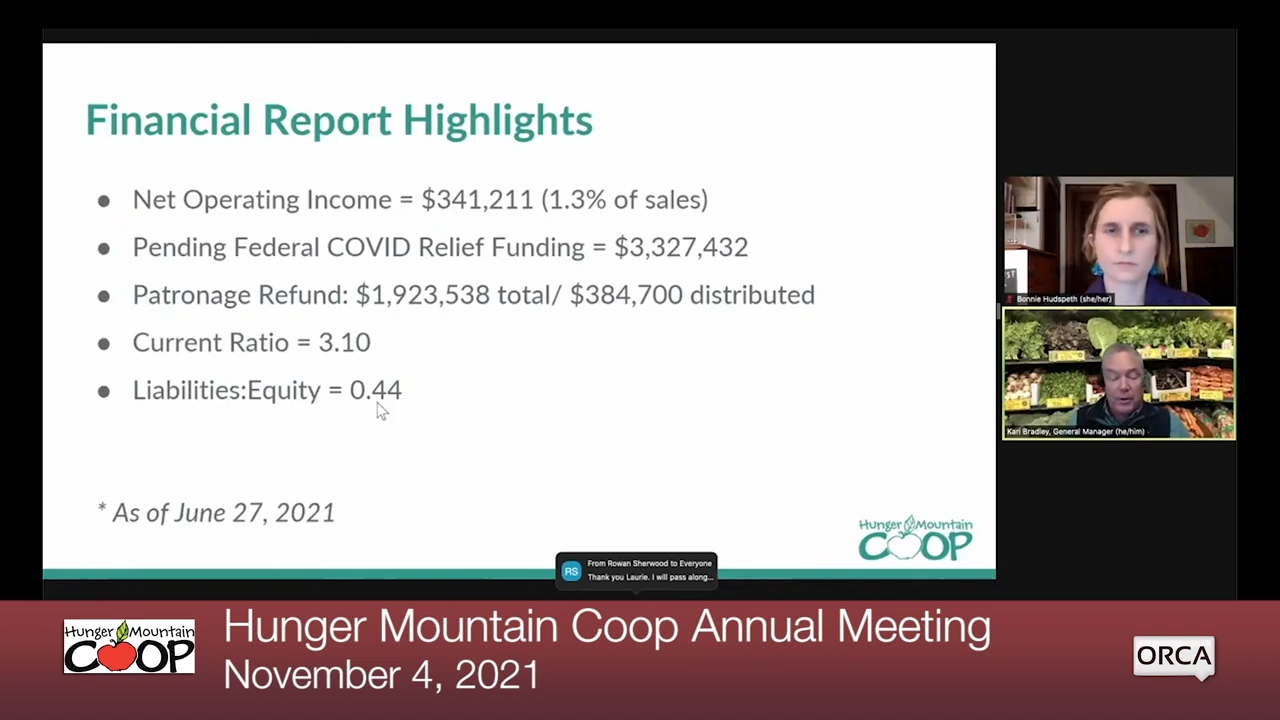 Financial Report Highlights
● Net Operating Income = $341,211 (1.3% of sales)
● Pending Federal COVID Relief Funding = $3,327,432
● Patronage Refund: $1,923,538 total/ $384,700 distributed
● Current Ratio = 3.10
● Liabilities:Equity = 0.44
* As of June 27, 2021
Hunger Mountain
COOP
Bonnie Hudspeth (she/her)
Kari Bradley, General Manager (he/him)
RS
From Rowan Sherwood to Everyone
Thank you Laurie. I will pass along...
Hunger Mountain
COOP
Hunger Mountain Coop Annual Meeting
November 4, 2021
ORCA